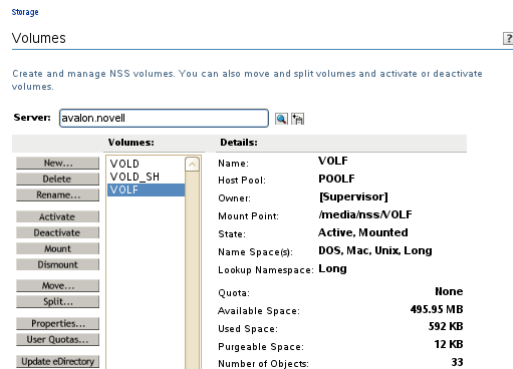 Storage
Volumes
?
Create and manage NSS volumes. You can also move and split volumes and activate or deactivate
volumes.
Server: avalon.novell
Volumes: Details:
New...
Delete
Rename...
Activate
Deactivate
Mount
Dismount
Move...
Split...
Properties...
User Quotas...
Update eDirectory
VOLD
VOLD_SH
VOLF
Name: VOLF
Host Pool: POOLF
Owner: [Supervisor]
Mount Point: /media/nss/VOLF
State: Active, Mounted
Name Space(s): DOS, Mac, Unix, Long
Lookup Namespace: Long
Quota: None
Available Space: 495.95 MB
Used Space: 592 KB
Purgeable Space: 12 KB
Number of Objects: 33